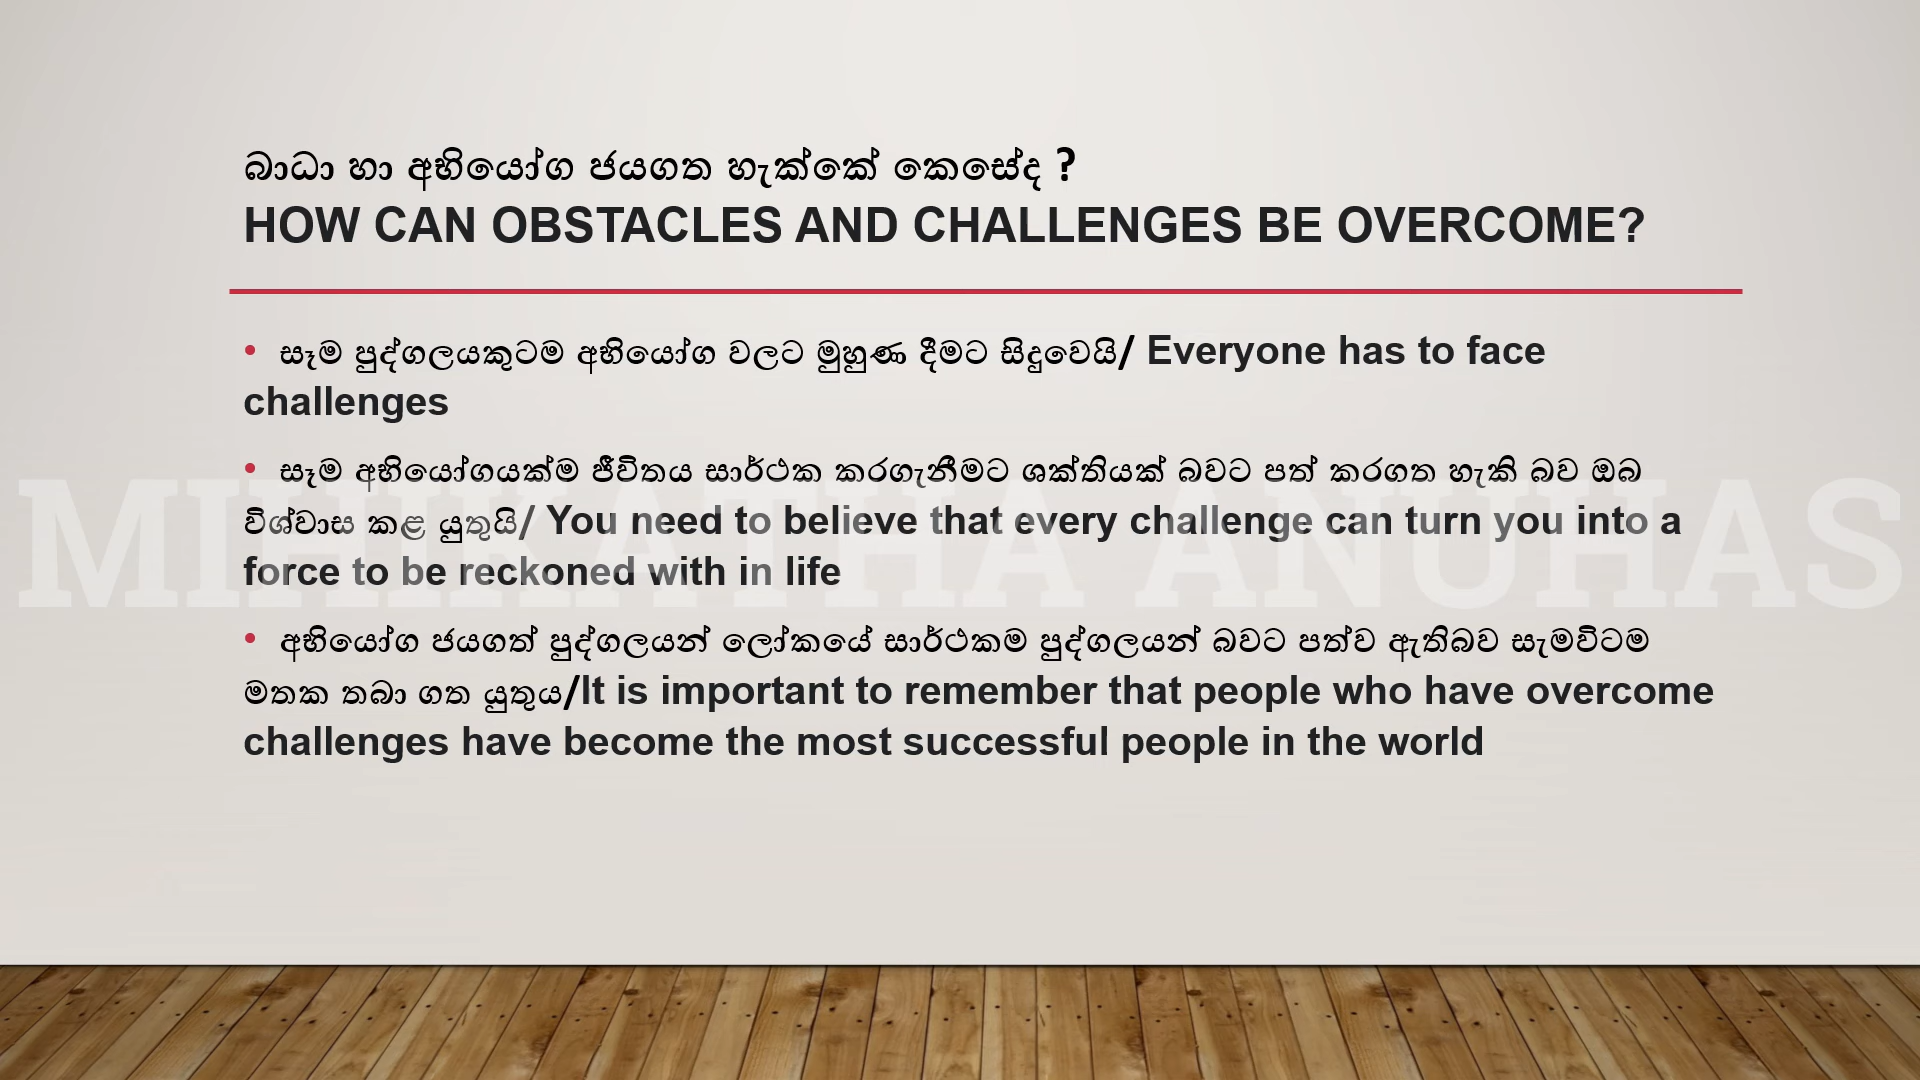 බාධා හා අභියෝග ජයගත හැක්කේ කෙසේද ?
HOW CAN OBSTACLES AND CHALLENGES BE OVERCOME?
• සෑම පුද්ගලයකුටම අභියෝග වලට මුහුණ දීමට සිදුවෙයි/ Everyone has to face
challenges
• සෑම අභියෝගයක්ම ජීවිතය සාර්ථක කරගැනීමට ශක්තියක් බවට පත් කරගත හැකි බව ඔබ
විශ්වාස කළ යුතුයි/ You need to believe that every challenge can turn you into a
force to be reckoned with in life
• අභියෝග ජයගත් පුද්ගලයන් ලෝකයේ සාර්ථකම පුද්ගලයන් බවට පත්ව ඇතිබව සැමවිටම
මතක තබා ගත යුතුය/It is important to remember that people who have overcome
challenges have become the most successful people in the world
MIHIKATHA ANUHAS